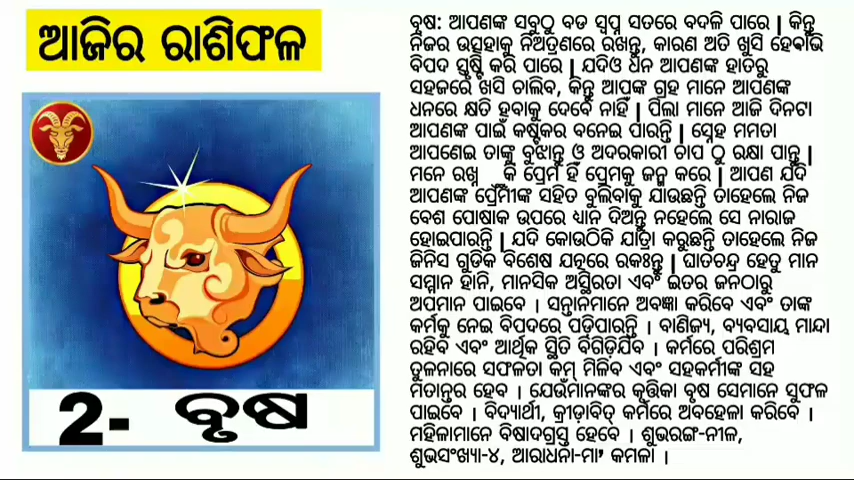 ଆଜିର ରାଶିଫଳ
2- ବୃଷ
ବୃଷ: ଆପଣଙ୍କ ସବୁଠୁ ବଡ ସ୍ୱପ୍ନ ସତରେ ବଦଳି ପାରେ | କିନ୍ତୁ
ନିଜର ଉତ୍ସହାକୁ ନିଅତ୍ରଣରେ ରଖନ୍ତୁ, କାରଣ ଅତି ଖୁସି ହେଵାଭି
ବିପଦ ସ୍ରୁଷ୍ଟି କରି ପାରେ | ଯଦିଓ ଧନ ଆପଣଙ୍କ ହାତରୁ
ସହଜରେ ଖସି ଚାଲିବ, କିନ୍ତୁ ଆପଙ୍କ ଗ୍ରହ ମାନେ ଆପଣଙ୍କ
ଧନରେ କ୍ଷତି ହବାକୁ ଦେବେ ନାହିଁ | ପିଲା ମାନେ ଆଜି ଦିନଟା
ଆପଣଙ୍କ ପାଇଁ କଷ୍ଟକର ବନେଇ ପାରନ୍ତି | ସ୍ନେହ ମମତା
ଆପଣେଇ ତାଙ୍କୁ ବୁଝାନ୍ତୁ ଓ ଅଦରକାରୀ ଚାପ ଠୁ ରକ୍ଷା ପାନ୍ତୁ |
ମନେ ରଖନ୍ତୁ କି ପ୍ରେମ ହିଁ ପ୍ରେମକୁ ଜନ୍ମ କରେ | ଆପଣ ଯଦି
ଆପଣଙ୍କ ପ୍ରେମୀଙ୍କ ସହିତ ବୁଲିବାକୁ ଯାଉଛନ୍ତି ତାହେଲେ ନିଜ
ବେଶ ପୋଷାକ ଉପରେ ଧ୍ୟାନ ଦିଅନ୍ତୁ ନହେଲେ ସେ ନାରାଜ
ହୋଇପାରନ୍ତି | ଯଦି କୋଉଠିକି ଯାତ୍ରା କରୁଛନ୍ତି ତାହେଲେ ନିଜ
ଜିନିସ ଗୁଡିକ ବିଶେଷ ଯତ୍ନରେ ରକଃନ୍ତୁ | ଘାତଚନ୍ଦ୍ର ହେତୁ ମାନ
ସମ୍ମାନ ହାନି, ମାନସିକ ଅସ୍ଥିରତା ଏବଂ ଇତର ଜନଠାରୁ
ଅପମାନ ପାଇବେ । ସନ୍ତାନମାନେ ଅବଜ୍ଞା କରିବେ ଏବଂ ତାଙ୍କ
କର୍ମକୁ ନେଇ ବିପଦରେ ପଡ଼ିପାରନ୍ତି । ବାଣିଜ୍ୟ, ବ୍ୟବସାୟ ମାନ୍ଦା
ରହିବ ଏବଂ ଆର୍ଥିକ ସ୍ଥିତି ବିଗିଡ଼ିଯିବ । କର୍ମରେ ପରିଶ୍ରମ
ତୁଳନାରେ ସଫଳତା କମ୍ ମିଳିବ ଏବଂ ସହକର୍ମୀଙ୍କ ସହ
ମତାନ୍ତର ହେବ । ଯେଉଁମାନଙ୍କର କୃତ୍ତିକା ବୃଷ ସେମାନେ ସୁଫଳ
ପାଇବେ । ବିଦ୍ୟାର୍ଥୀ, କ୍ରୀଡ଼ାବିତ୍ କର୍ମରେ ଅବହେଳା କରିବେ ।
ମହିଳାମାନେ ବିଷାଦଗ୍ରସ୍ତ ହେବେ । ଶୁଭରଙ୍ଗ-ନୀଳ,
ଶୁଭସଂଖ୍ୟା-୪, ଆରାଧନା-ମା' କମଳା ।